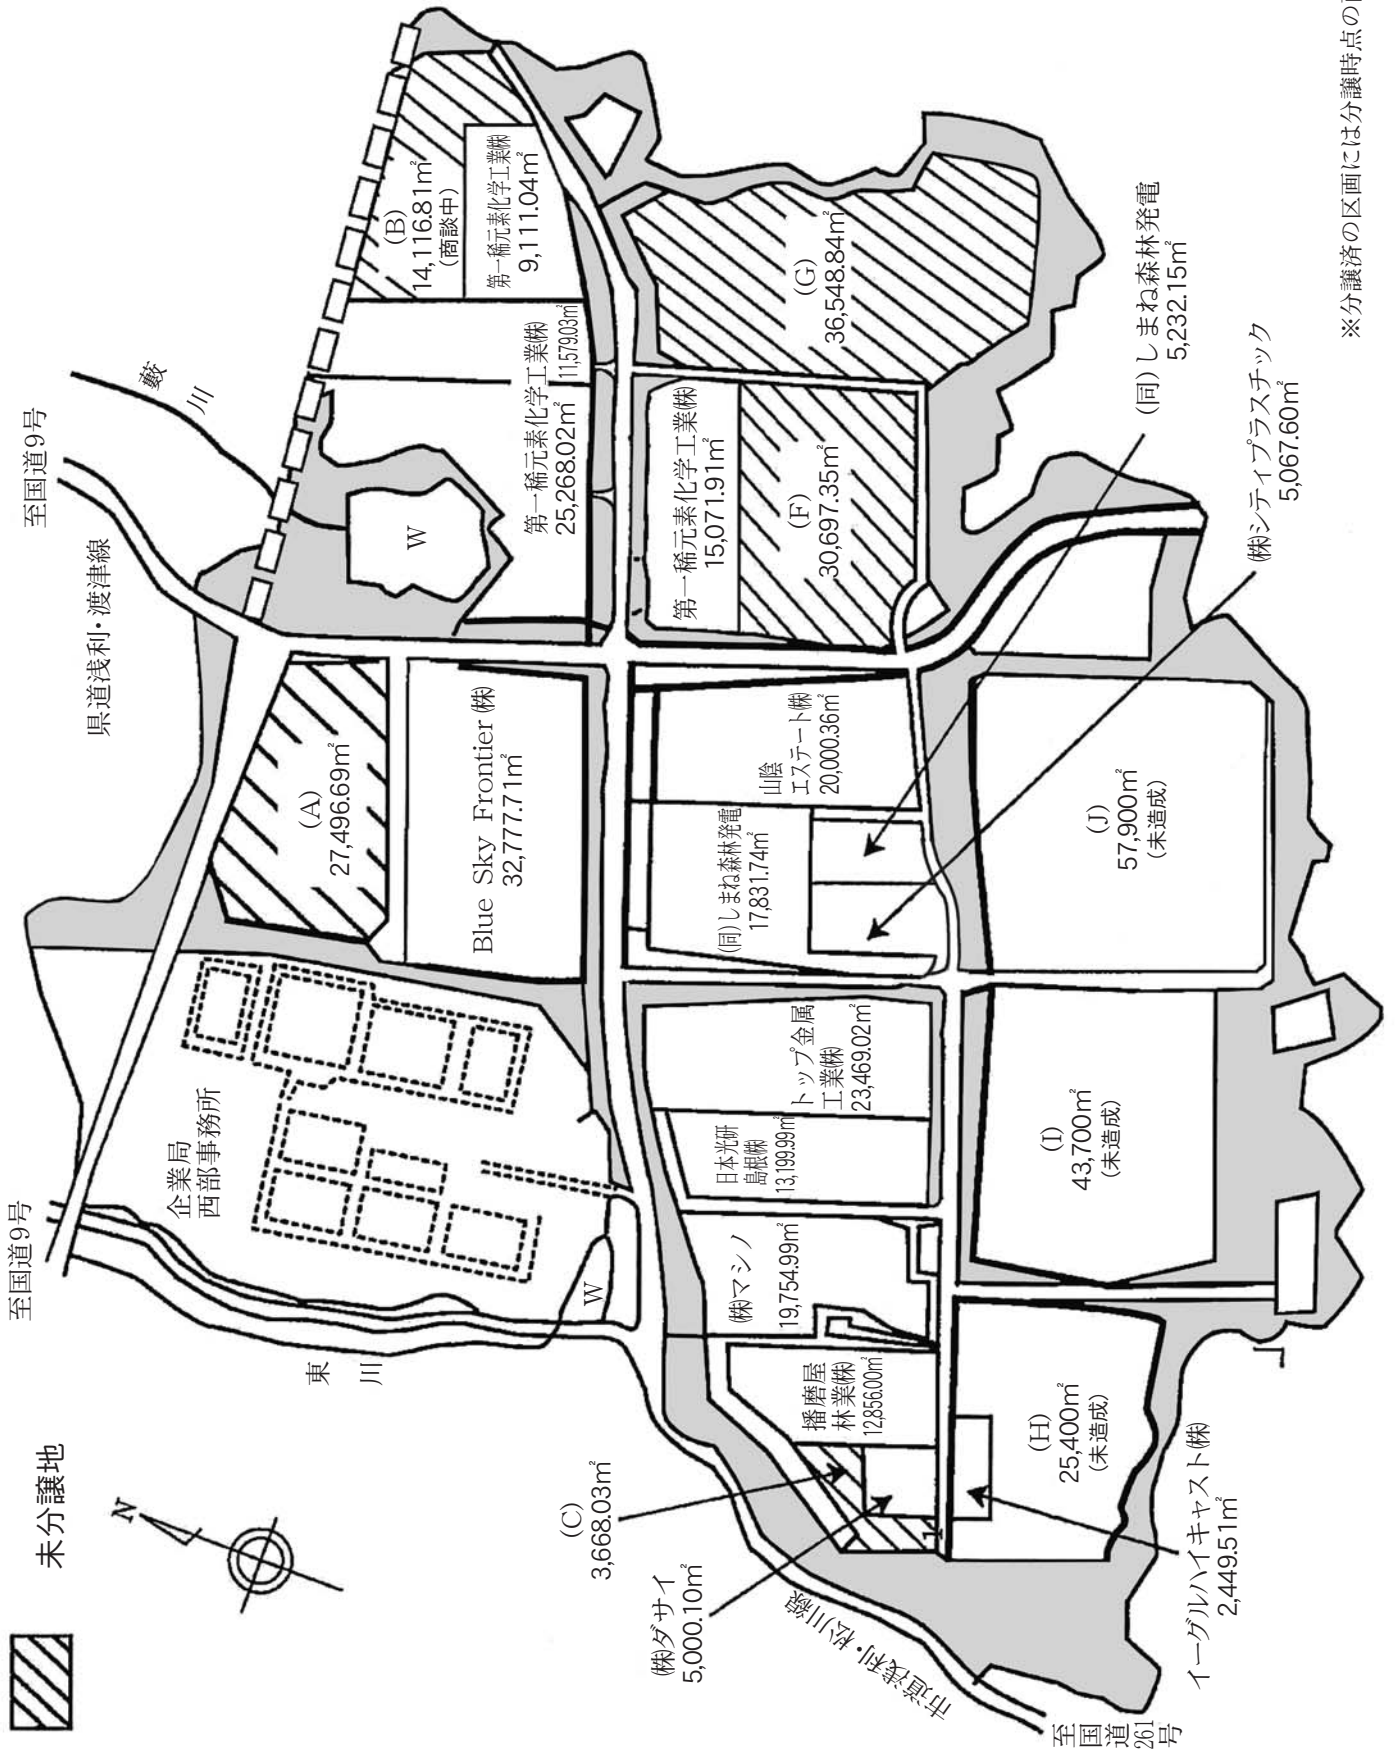 未分譲地
N
至国道9号
至国道9号
県道浅利・渡津線
藪川
東川
企業局
西部事務所
W
W
(A)
27,496.69㎡
Blue Sky Frontier㈱
32,777.71㎡
(B)
14,116.81㎡
(商談中)
第一稀元素化学工業㈱
9,111.04㎡
第一稀元素化学工業㈱
25,268.02㎡
11,579.03㎡
第一稀元素化学工業㈱
15,071.91㎡
(F)
30,697.35㎡
(G)
36,548.84㎡
(同)しまね森林発電
5,232.15㎡
㈱シティプラスチック
5,067.60㎡
山陰
エステート㈱
20,000.36㎡
(同)しまね森林発電
17,831.74㎡
トップ金属
工業㈱
23,469.02㎡
日本光研
島根㈱
13,199.99㎡
㈱マシノ
19,754.99㎡
播磨屋
林業㈱
12,856.00㎡
(C)
3,668.03㎡
㈱ダサイ
5,000.10㎡
イーグルハイキャスト㈱
2,449.51㎡
(H)
25,400㎡
(未造成)
(I)
43,700㎡
(未造成)
(J)
57,900㎡
(未造成)
市道浅利・松川線
至国道261号
※分譲済の区画には分譲時点の